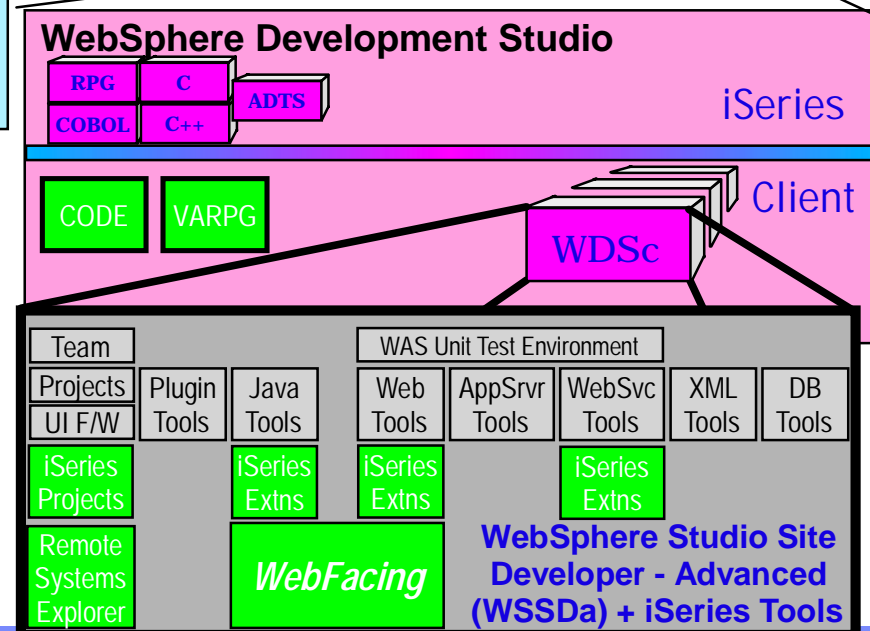 WebSphere Development Studio
RPG
C
ADTS
COBOL
C++
iSeries
CODE
VARPG
Client
WDSc
Team
WAS Unit Test Environment
Projects
UI F/W
Plugin
Tools
Java
Tools
Web
Tools
AppSrvr
Tools
WebSvc
Tools
XML
Tools
DB
Tools
iSeries
Projects
iSeries
Extns
iSeries
Extns
iSeries
Extns
Remote
Systems
Explorer
WebFacing
WebSphere Studio Site
Developer - Advanced
(WSSDa) + iSeries Tools